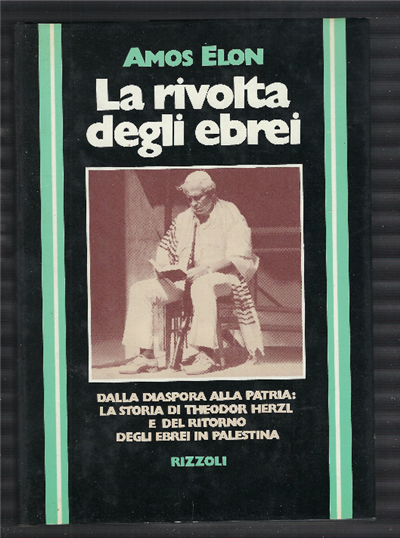 AMOS ELON
La rivolta
degli ebrei
DALLA DIASPORA ALLA PATRIA:
LA STORIA DI THEODOR HERZL
E DEL RITORNO
DEGLI EBREI IN PALESTINA
RIZZOLI